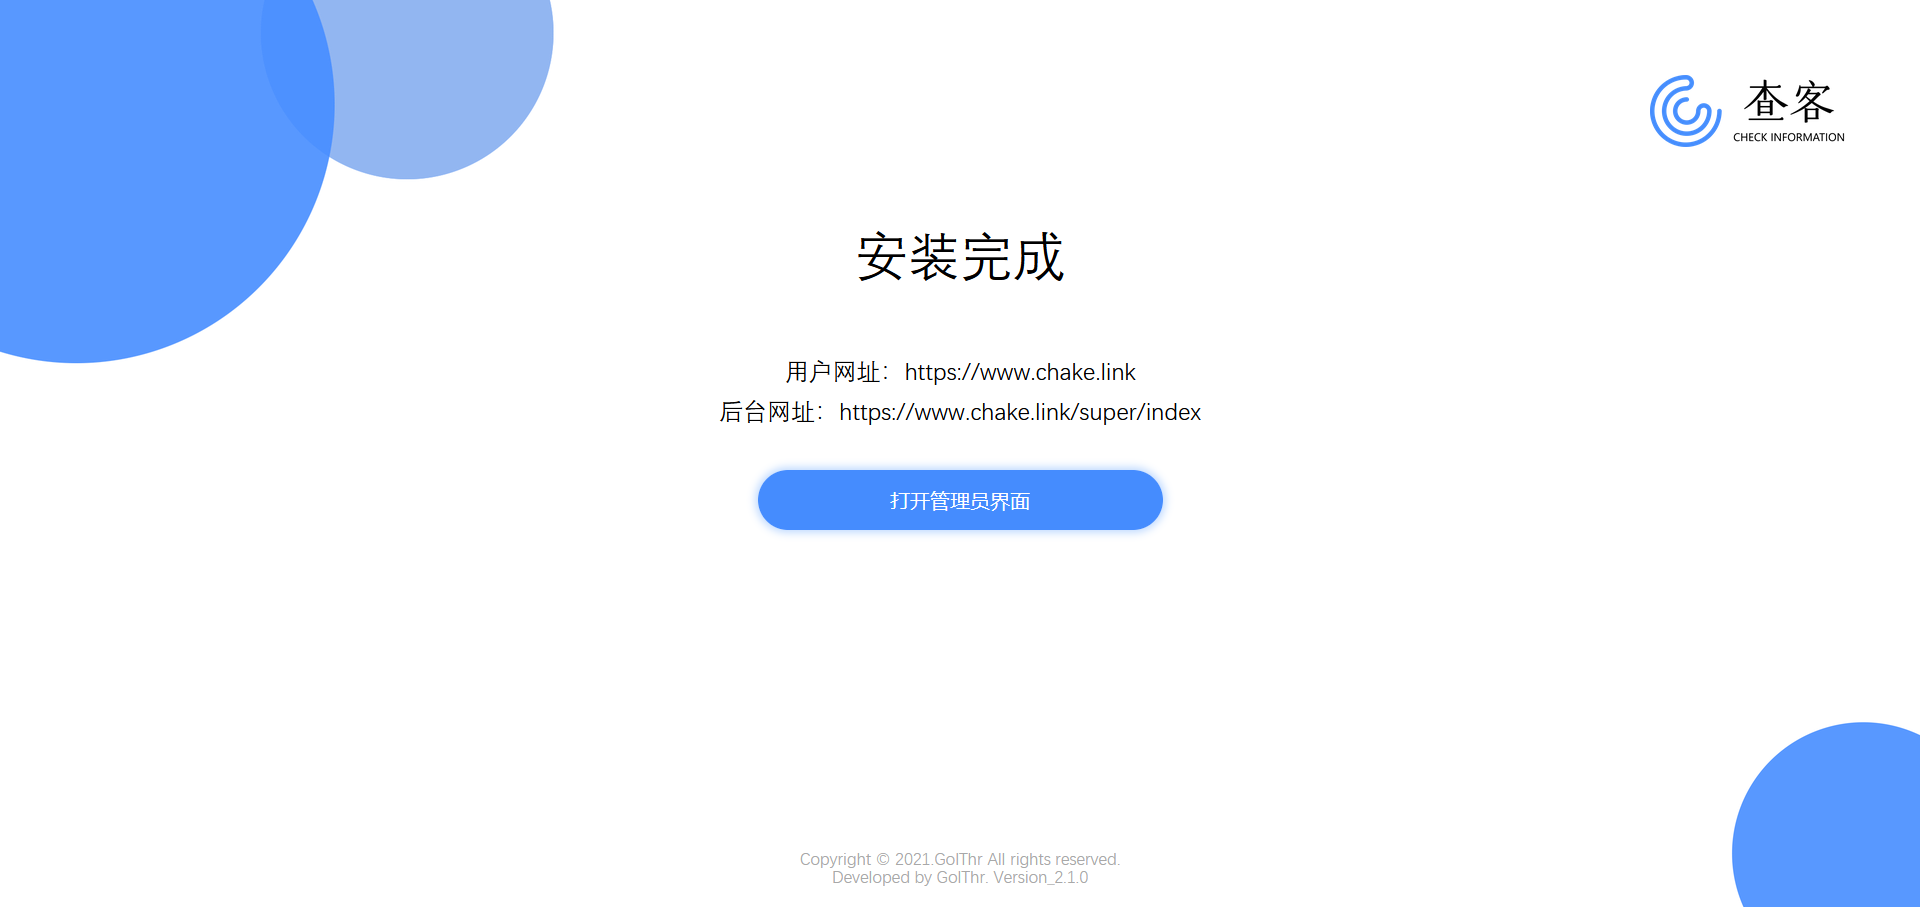 查客
CHECK INFORMATION
安装完成
用户网址：https://www.chake.link
后台网址：https://www.chake.link/super/index
打开管理员界面
Copyright © 2021.GolThr All rights reserved.
Developed by GolThr. Version_2.1.0